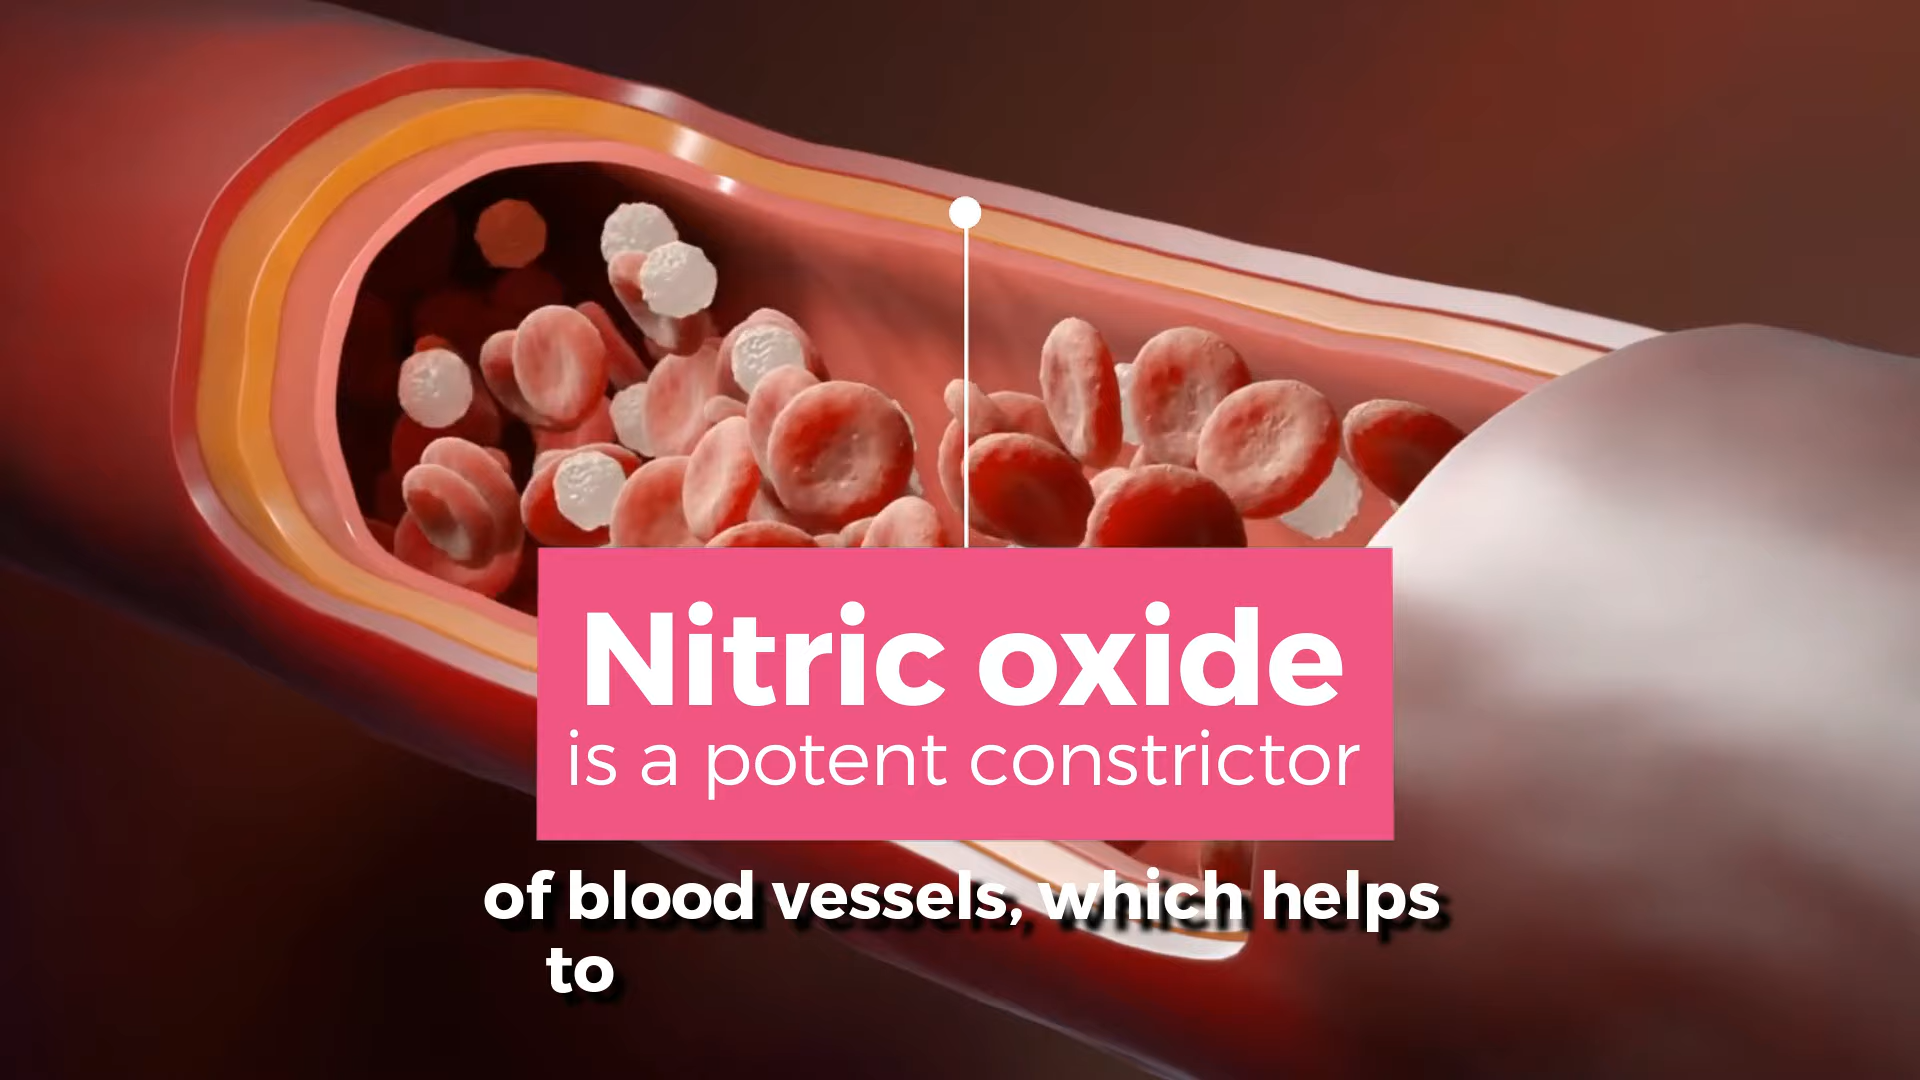 Nitric oxide
is a potent constrictor
of blood vessels, which helps
to